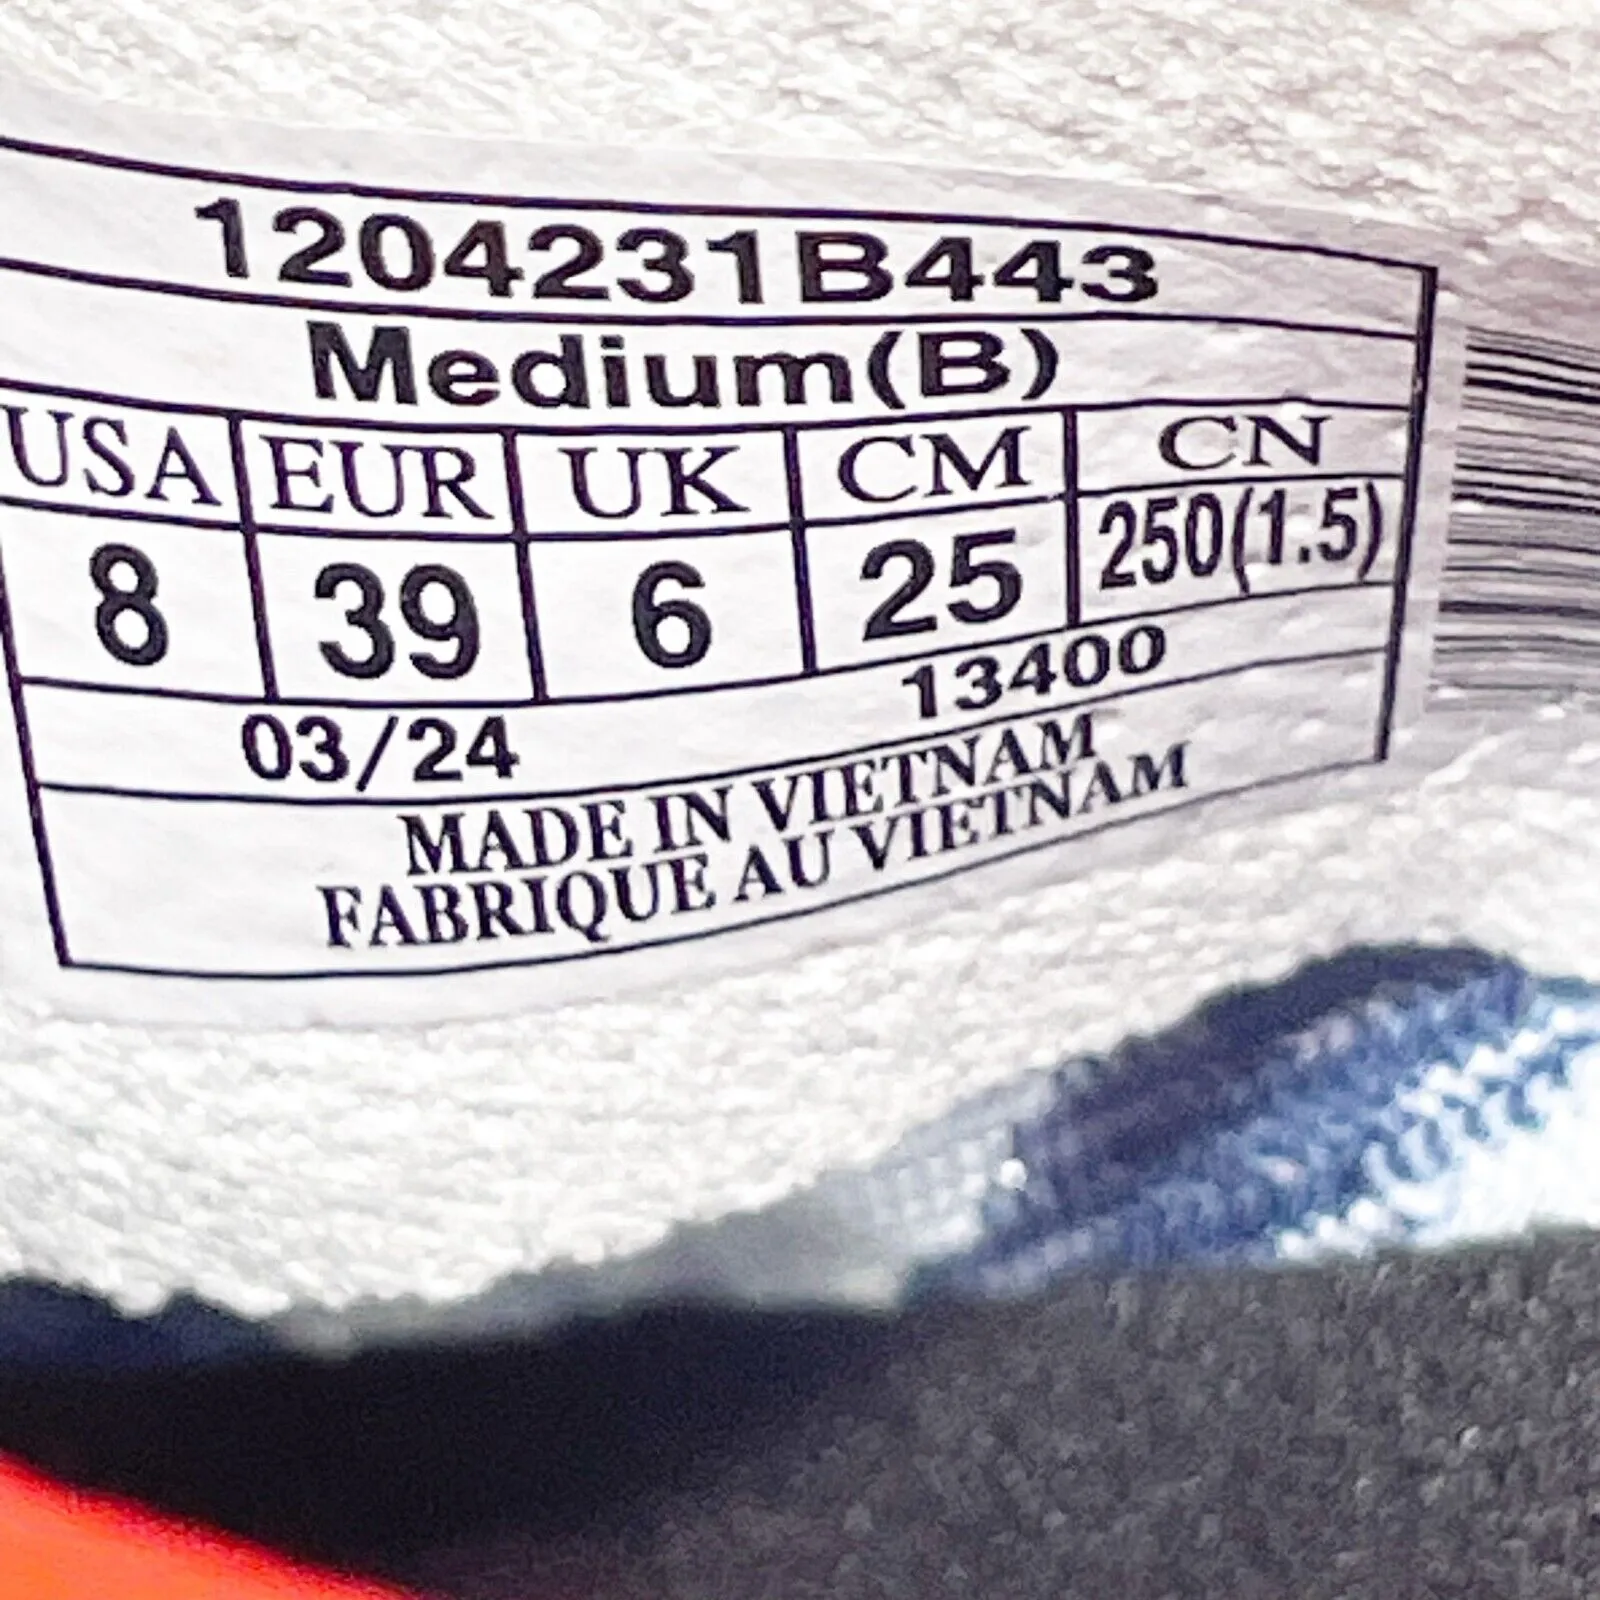 1204231B443
Medium(B)
USA EUR UK CM CN
8 39 6 25 250(1.5)
03/24 13400
MADE IN VIETNAM
FABRIQUE AU VIETNAM